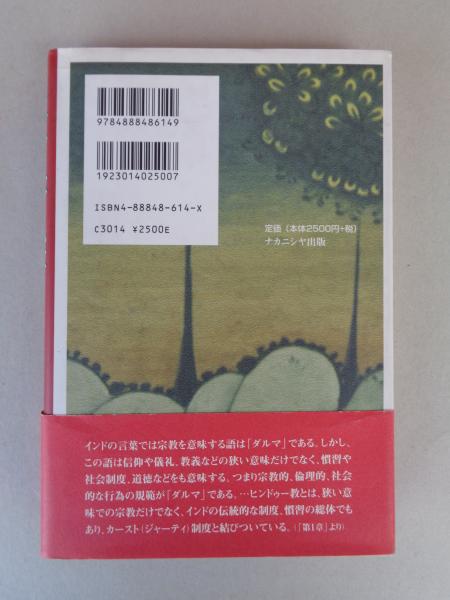 9784888486149
1923014025007
ISBN4-88848-614-X
C3014 ¥2500E
定価（本体2500円+税）
ナカニシヤ出版
インドの言葉では宗教を意味する語は「ダルマ」である。しかし、
この語は信仰や儀礼、教義などの狭い意味だけでなく、慣習や
社会制度、道徳などをも意味する。つまり宗教的、倫理的、社会
的な行為の規範が「ダルマ」である。…ヒンドゥー教とは、狭い意
味での宗教だけでなく、インドの伝統的な制度、慣習の総体でも
あり、カースト（ジャーティ）制度と結びついている。（「第1章」より）